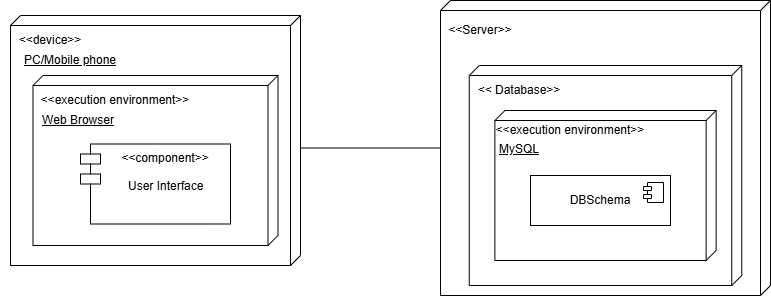 <<device>>
PC/Mobile phone
<<execution environment>>
Web Browser
<<component>>
User Interface
<<Server>>
<< Database>>
<<execution environment>>
MySQL
DBSchema